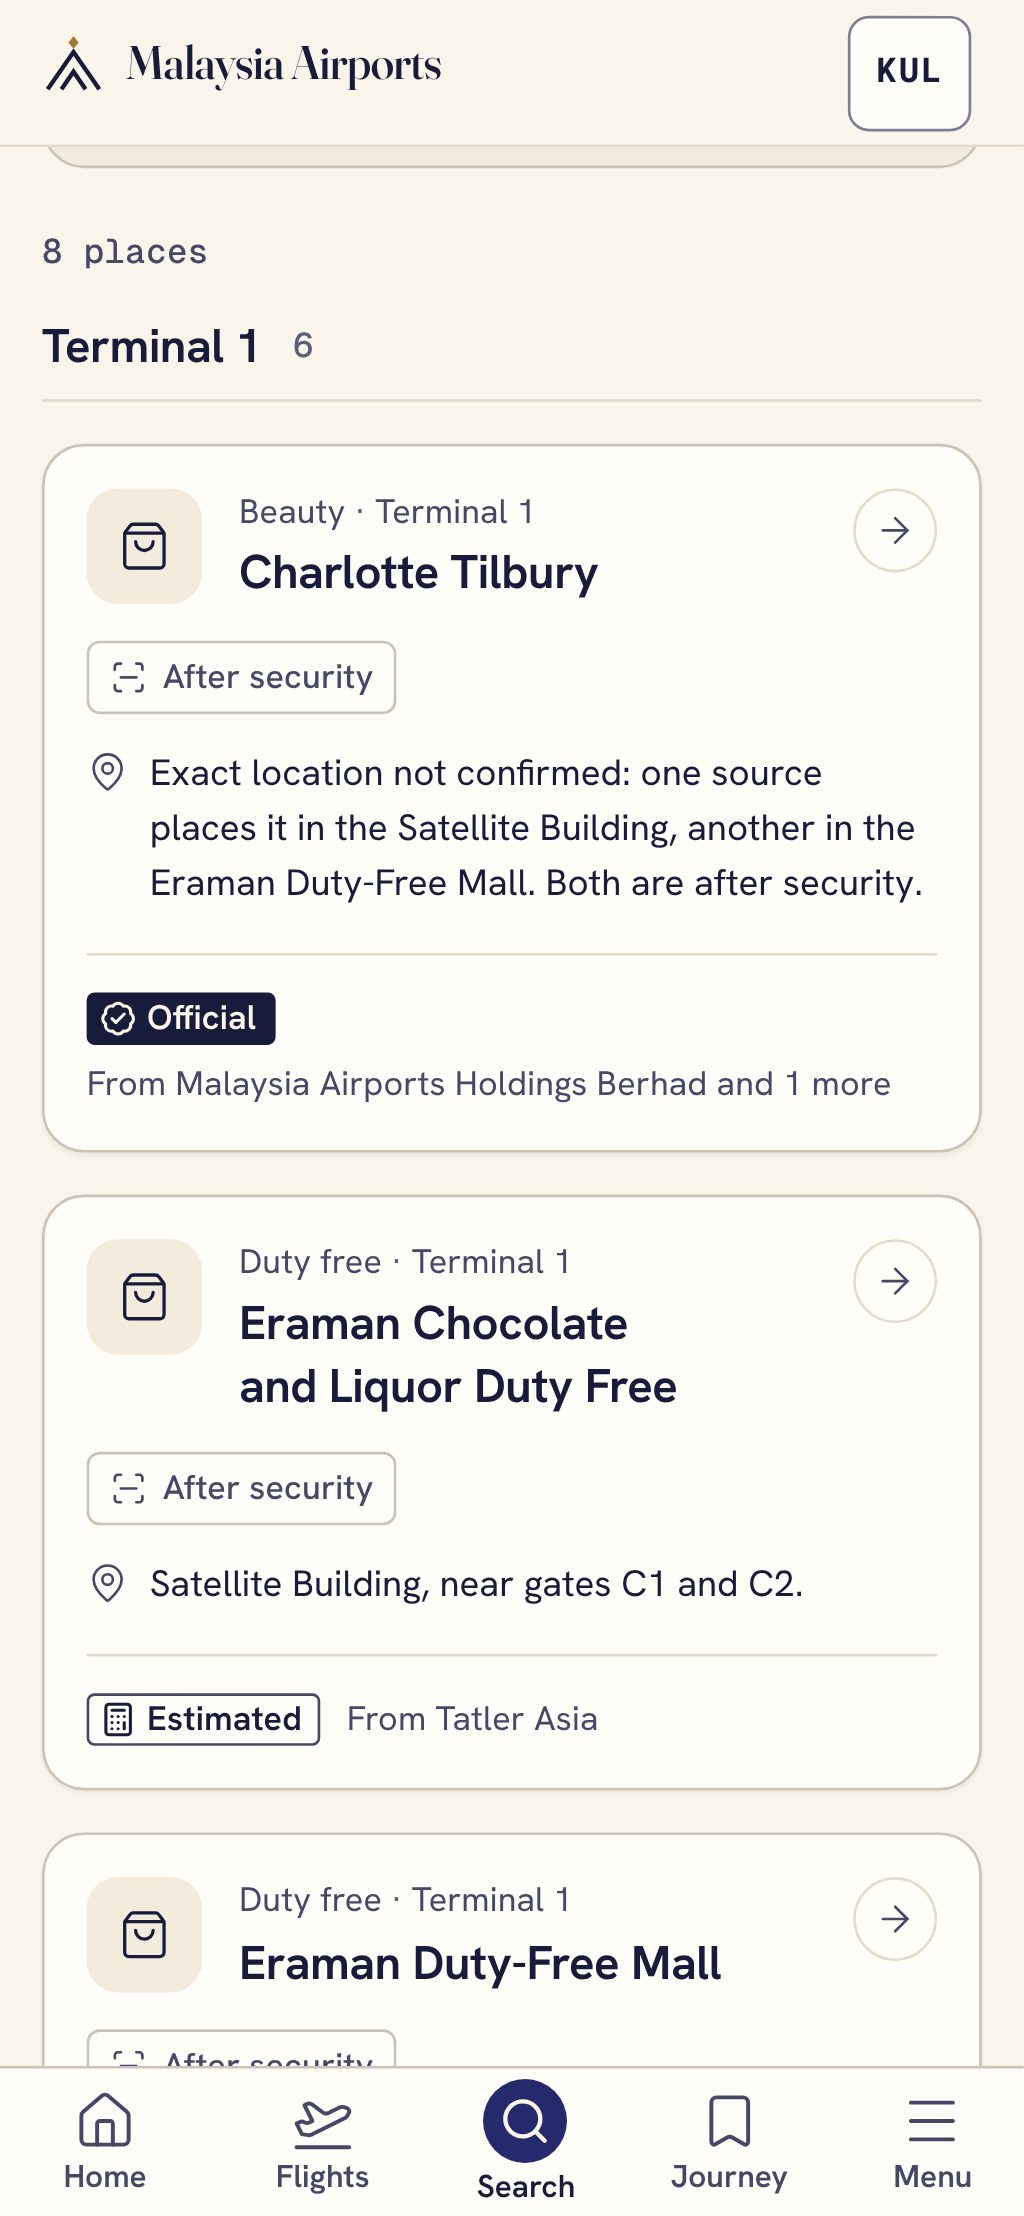 Malaysia Airports
KUL
8 places
Terminal 1 6
Beauty · Terminal 1
Charlotte Tilbury
After security
Exact location not confirmed: one source
places it in the Satellite Building, another in the
Eraman Duty-Free Mall. Both are after security.
Official
From Malaysia Airports Holdings Berhad and 1 more
Duty free · Terminal 1
Eraman Chocolate
and Liquor Duty Free
After security
Satellite Building, near gates C1 and C2.
Estimated From Tatler Asia
Duty free · Terminal 1
Eraman Duty-Free Mall
After security
Home Flights Search Journey Menu